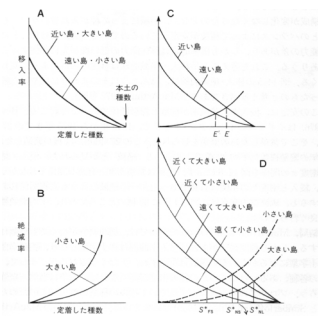 A
近い島・大きい島
遠い島・小さい島
移入率
本土の
種数
定着した種数
B
絶滅率
小さい島
大きい島
定着した種数
C
近い島
遠い島
E E
D
近くて大きい島
近くて小さい島
遠くて大きい島
遠くて小さい島
小さい島
大きい島
S*FS S*NS S*NL